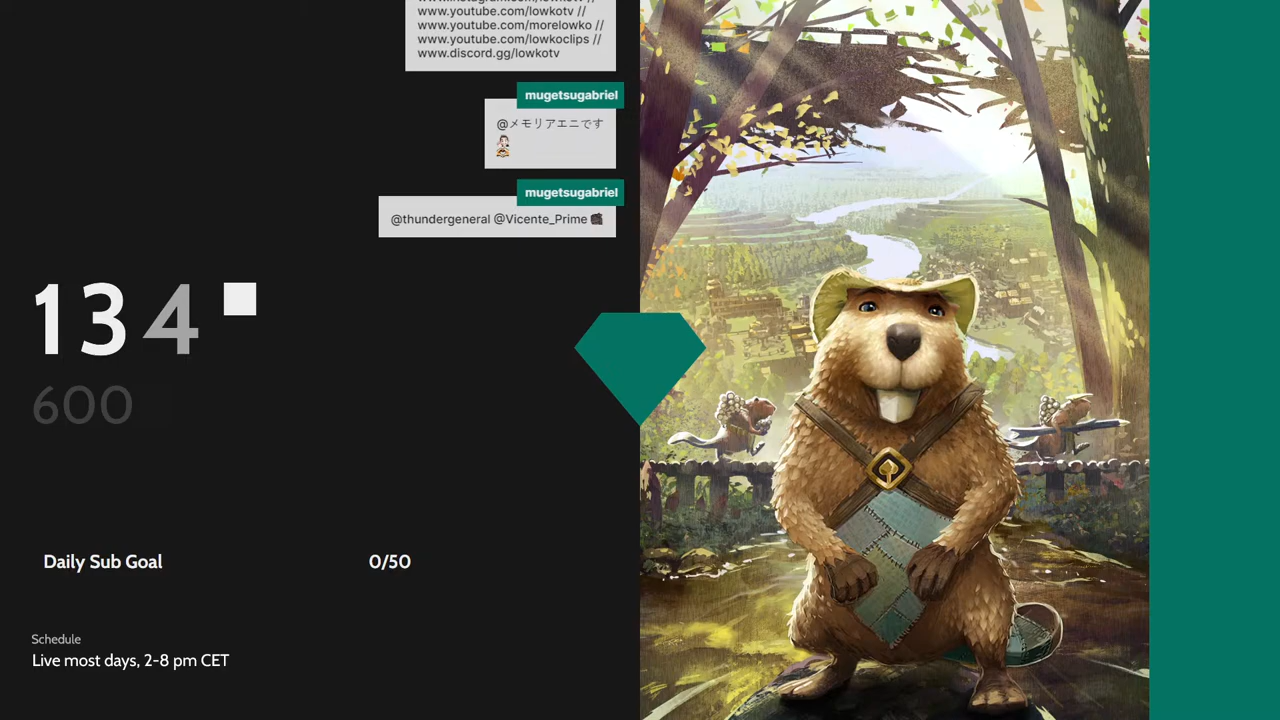 www.youtube.com/lowkotv //
www.youtube.com/morelowko //
www.youtube.com/lowkoclips //
www.discord.gg/lowkotv
mugetsugabriel
@メモリアエニです
mugetsugabriel
@thundergeneral @Vicente_Prime
134
600
Daily Sub Goal
0/50
Schedule
Live most days, 2-8 pm CET